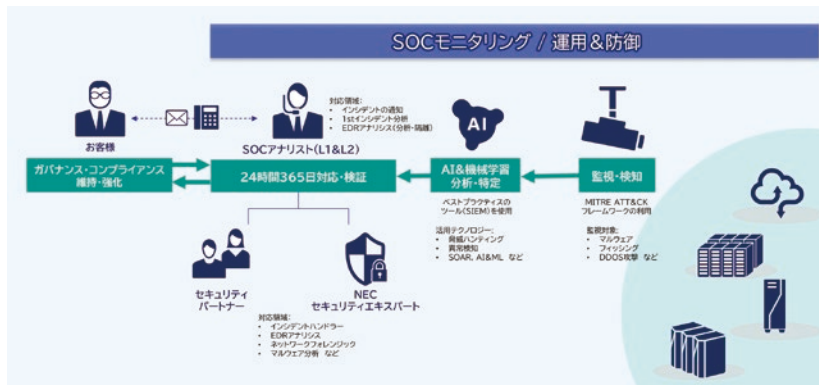 SOCモニタリング / 運用&防御
お客様
SOCアナリスト(L1&L2)
対応領域:
• インシデントの通知
• 1stインシデント分析
• EDRアナリシス(分析・隔離)
AI
ガバナンス・コンプライアンス
維持・強化
24時間365日対応・検証
AI&機械学習
分析・特定
監視・検知
ベストプラクティスの
ツール(SIEM)を使用
活用テクノロジー:
• 脅威ハンティング
• 異常検知
• SOAR, AI&ML など
MITRE ATT&CK
フレームワークの利用
監視対象:
• マルウェア
• フィッシング
• DDOS攻撃 など
セキュリティ
パートナー
NEC
セキュリティエキスパート
対応領域:
• インシデントハンドラー
• EDRアナリシス
• ネットワークフォレンジック
• マルウェア分析 など